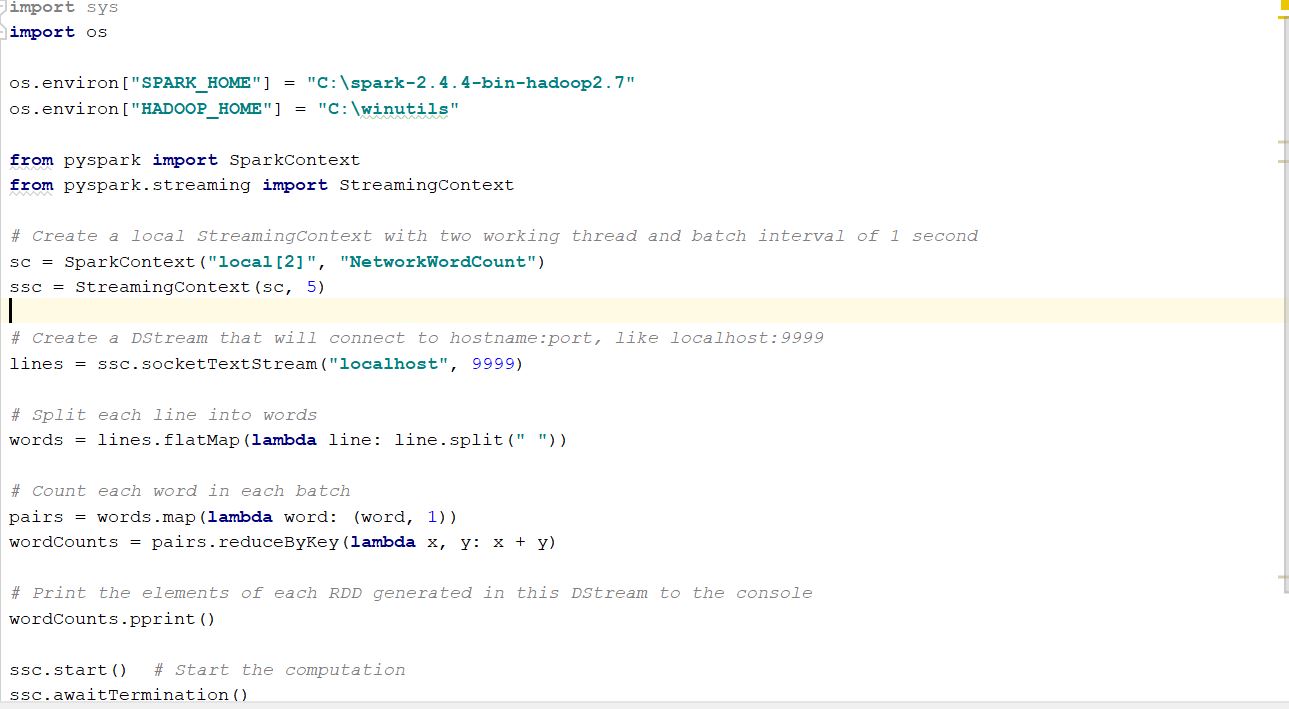 import sys
import os
os.environ["SPARK_HOME"] = "C:\spark-2.4.4-bin-hadoop2.7"
os.environ["HADOOP_HOME"] = "C:\winutils"
from pyspark import SparkContext
from pyspark.streaming import StreamingContext
# Create a local StreamingContext with two working thread and batch interval of 1 second
sc = SparkContext("local[2]", "NetworkWordCount")
ssc = StreamingContext(sc, 5)
# Create a DStream that will connect to hostname:port, like localhost:9999
lines = ssc.socketTextStream("localhost", 9999)
# Split each line into words
words = lines.flatMap(lambda line: line.split(" "))
# Count each word in each batch
pairs = words.map(lambda word: (word, 1))
wordCounts = pairs.reduceByKey(lambda x, y: x + y)
# Print the elements of each RDD generated in this DStream to the console
wordCounts.pprint()
ssc.start()  # Start the computation
ssc.awaitTermination()